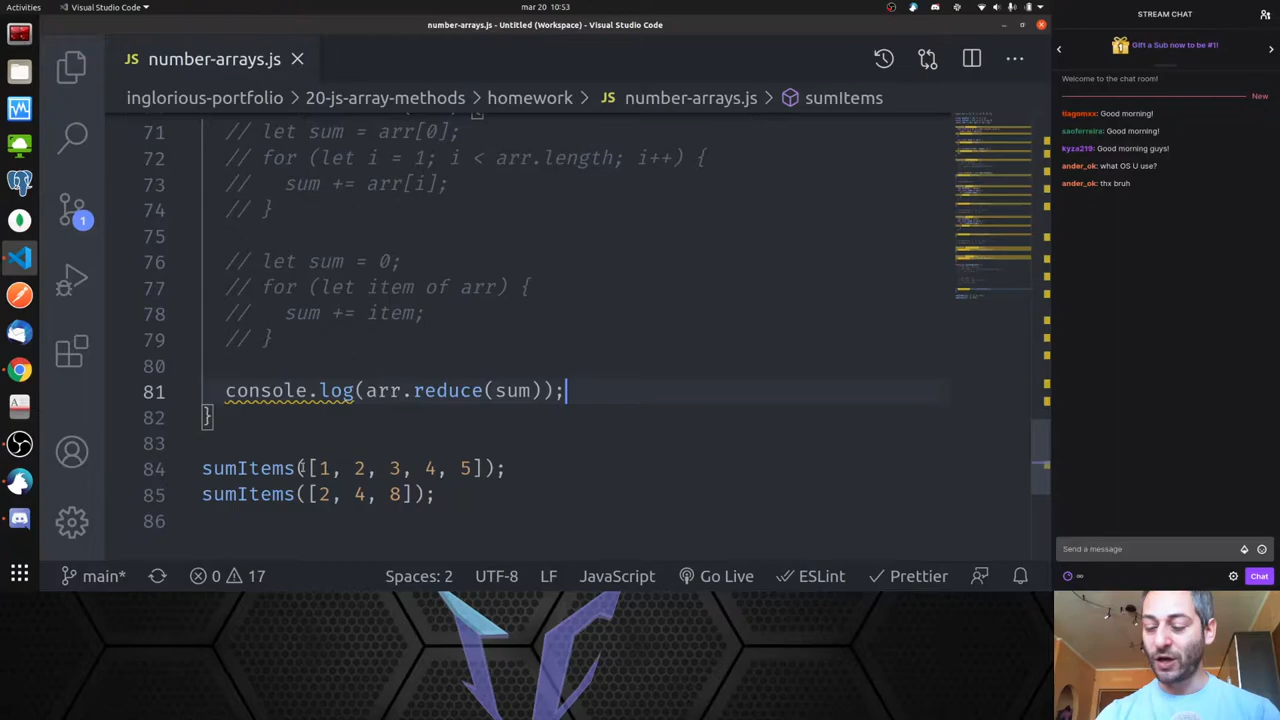 Activities
Visual Studio Code
mar 20 10:53
number-arrays.js - Untitled (Workspace) - Visual Studio Code
JS number-arrays.js
inglorious-portfolio > 20-js-array-methods > homework > JS number-arrays.js > sumItems
71 // let sum = arr[0];
72 // for (let i = 1; i < arr.length; i++) {
73 // sum += arr[i];
74 // }
75
76 // let sum = 0;
77 // for (let item of arr) {
78 // sum += item;
79 // }
80
81 console.log(arr.reduce(sum));
82 }
83
84 sumItems([1, 2, 3, 4, 5]);
85 sumItems([2, 4, 8]);
86
1
main* 0 17 Spaces: 2 UTF-8 LF JavaScript Go Live ESLint Prettier
STREAM CHAT
1 Gift a Sub now to be #1!
Welcome to the chat room!
New
tiagomxx: Good morning!
saoferreira: Good morning!
kyza219: Good morning guys!
ander_ok: what OS U use?
ander_ok: thx bruh
Send a message
∞
Chat